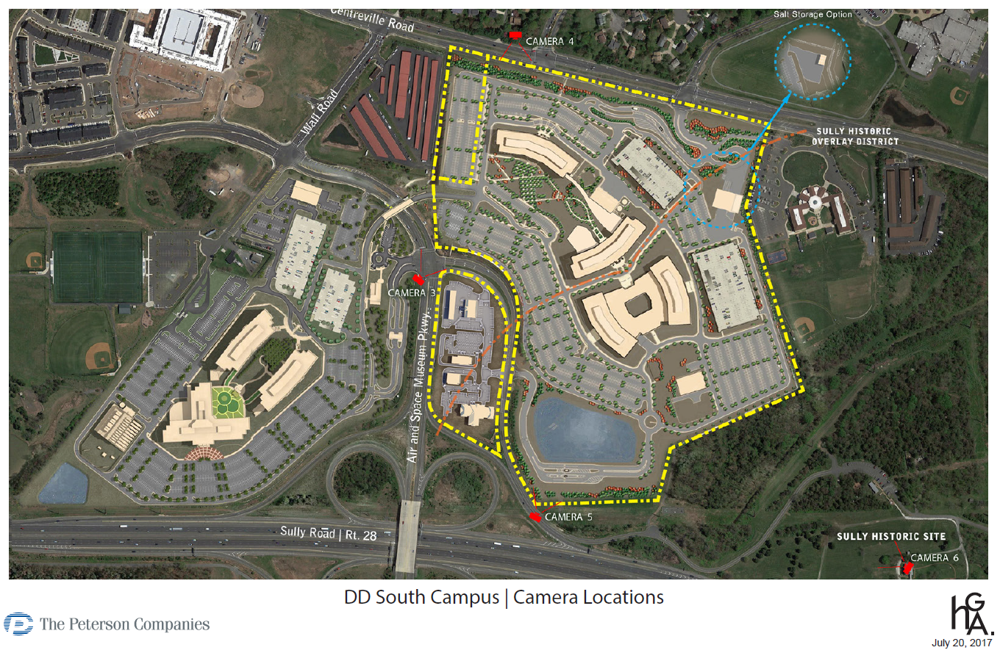 Centreville Road
CAMERA 4
Salt Storage Option
Wall Road
SULLY HISTORIC
OVERLAY DISTRICT
CAMERA 3
Air and Space Museum Pkwy.
CAMERA 5
Sully Road | Rt. 28
SULLY HISTORIC SITE
CAMERA 6
DD South Campus | Camera Locations
The Peterson Companies
hGA.
July 20, 2017